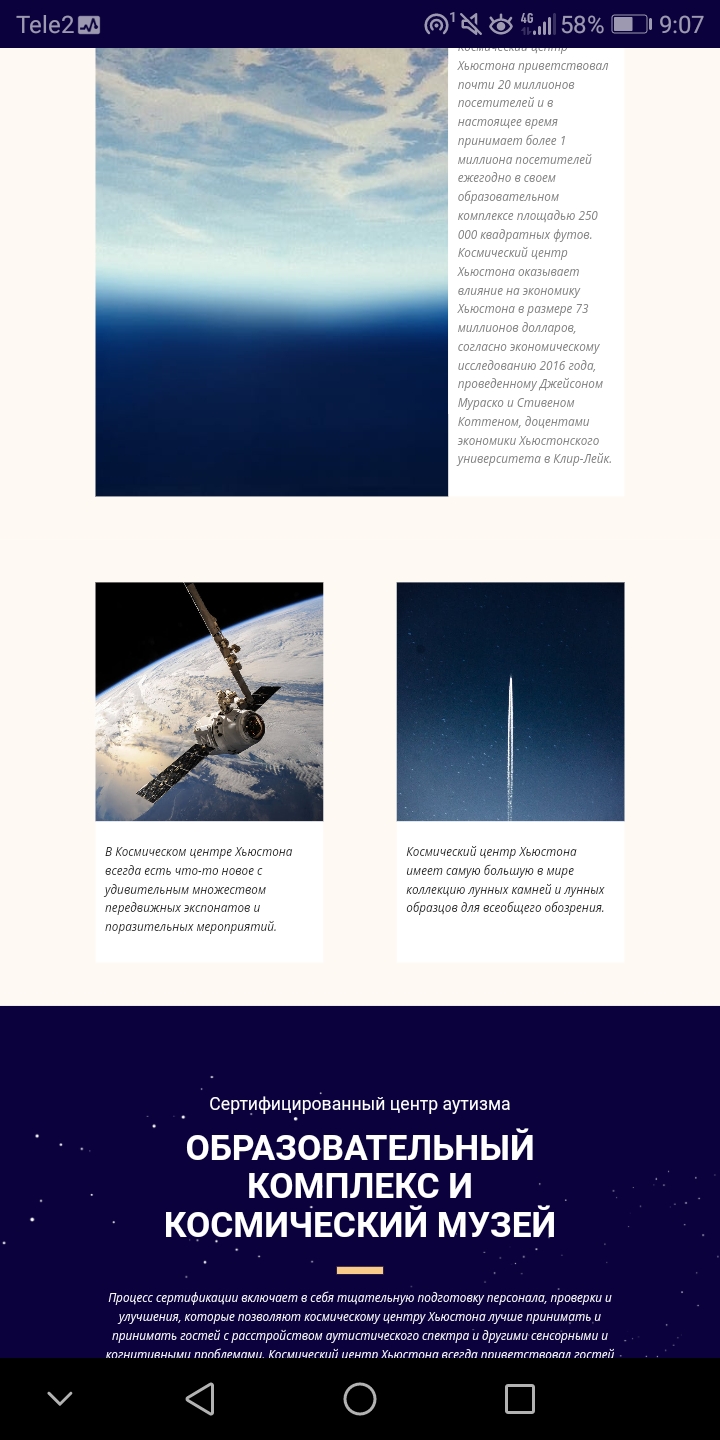 Tele2
1
4G
58%
9:07
Космический центр
Хьюстона приветствовал
почти 20 миллионов
посетителей и в
настоящее время
принимает более 1
миллиона посетителей
ежегодно в своем
образовательном
комплексе площадью 250
000 квадратных футов.
Космический центр
Хьюстона оказывает
влияние на экономику
Хьюстона в размере 73
миллионов долларов,
согласно экономическому
исследованию 2016 года,
проведенному Джейсоном
Мураско и Стивеном
Коттеном, доцентами
экономики Хьюстонского
университета в Клир-Лейк.
В Космическом центре Хьюстона
всегда есть что-то новое с
удивительным множеством
передвижных экспонатов и
поразительных мероприятий.
Космический центр Хьюстона
имеет самую большую в мире
коллекцию лунных камней и лунных
образцов для всеобщего обозрения.
Сертифицированный центр аутизма
ОБРАЗОВАТЕЛЬНЫЙ
КОМПЛЕКС И
КОСМИЧЕСКИЙ МУЗЕЙ
Процесс сертификации включает в себя тщательную подготовку персонала, проверки и
улучшения, которые позволяют космическому центру Хьюстона лучше принимать и
принимать гостей с расстройством аутистического спектра и другими сенсорными и
когнитивными проблемами. Космический центр Хьюстона всегда приветствовал гостей